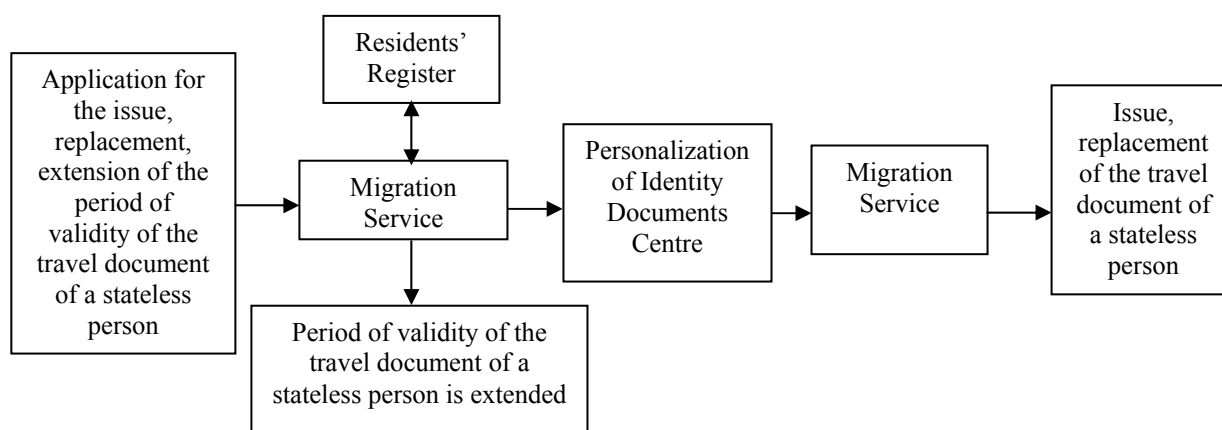 Application for
the issue,
replacement,
extension of the
period of
validity of the
travel document
of a stateless
person
Residents’
Register
Migration
Service
Period of validity of the
travel document of a
stateless person is extended
Personalization
of Identity
Documents
Centre
Migration
Service
Issue,
replacement
of the travel
document of
a stateless
person